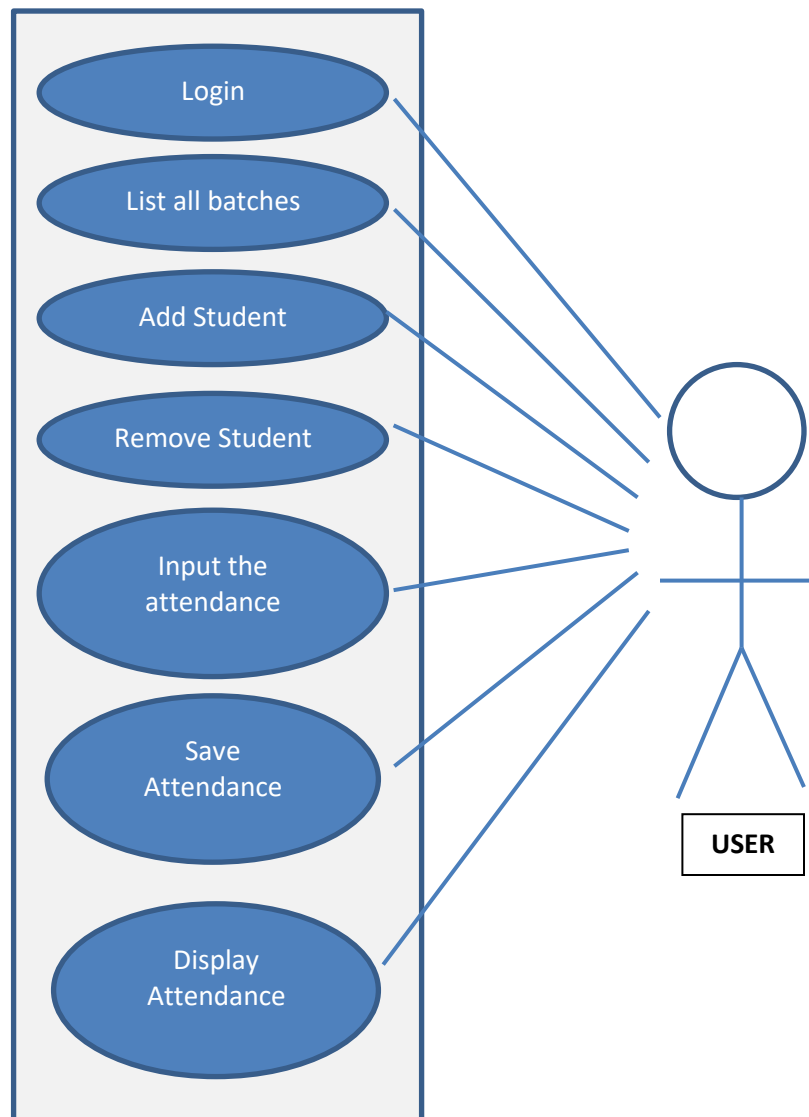 Login
List all batches
Add Student
Remove Student
Input the
attendance
Save
Attendance
Display
Attendance
USER